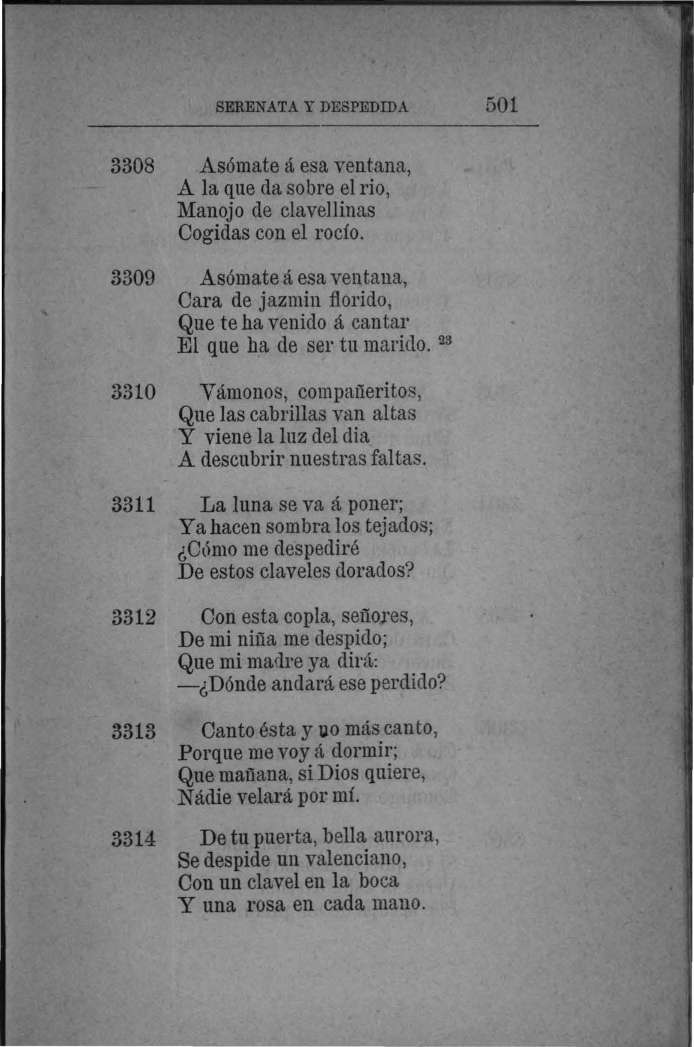 SERENATA Y DESPEDIDA 501
3308 Asómate á esa ventana,
A la que da sobre el rio,
Manojo de clavellinas
Cogidas con el rocío.
3309 Asómate á esa ventana,
Cara de jazmin florido,
Que te ha venido á cantar
El que ha de ser tu marido. 23
3310 Vámonos, compañeritos,
Que las cabrillas van altas
Y viene la luz del dia
A descubrir nuestras faltas.
3311 La luna se va á poner;
Ya hacen sombra los tejados;
¿Cómo me despediré
De estos claveles dorados?
3312 Con esta copla, señores,
De mi niña me despido;
Que mi madre ya dirá:
—¿Dónde andará ese perdido?
3313 Canto ésta y no más canto,
Porque me voy á dormir;
Que mañana, si Dios quiere,
Nádie velará por mí.
3314 De tu puerta, bella aurora,
Se despide un valenciano,
Con un clavel en la boca
Y una rosa en cada mano.